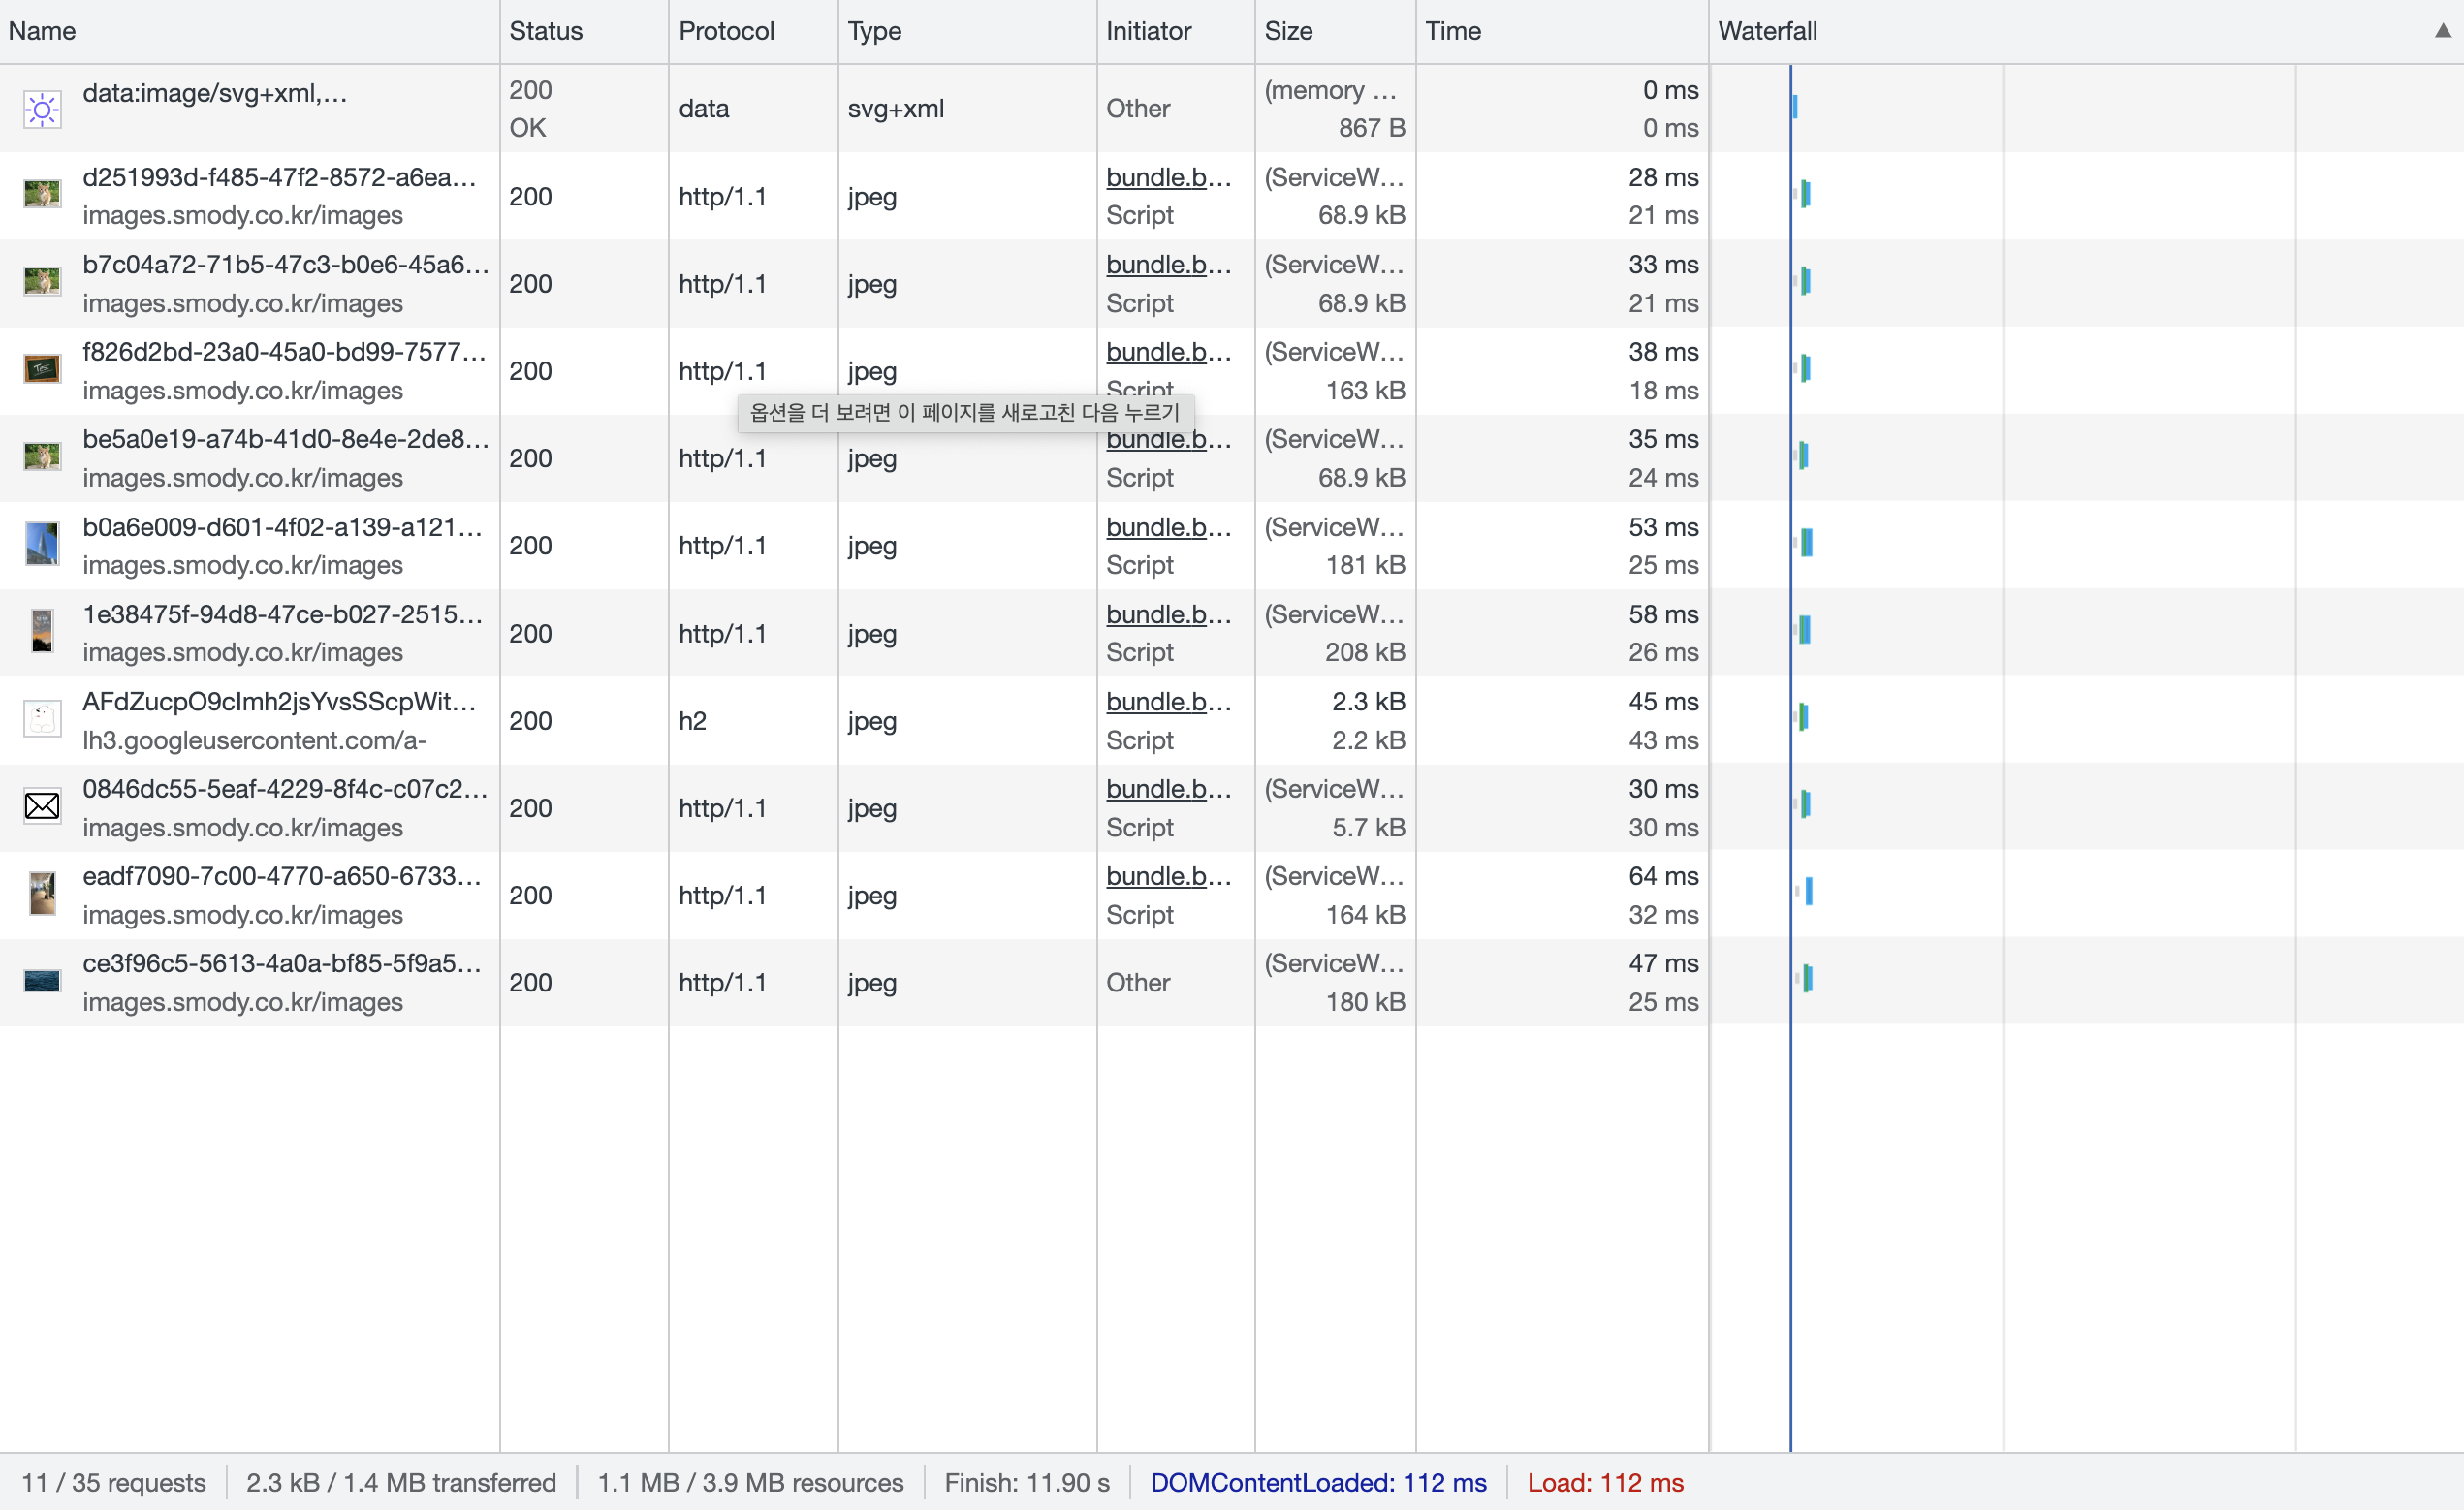 Name Status Protocol Type Initiator Size Time Waterfall
data:image/svg+xml,… 200 OK data svg+xml Other (memory … 867 B 0 ms 0 ms
d251993d-f485-47f2-8572-a6ea… 200 http/1.1 jpeg bundle.b… (ServiceW… 28 ms
images.smody.co.kr/images Script 68.9 kB 21 ms
b7c04a72-71b5-47c3-b0e6-45a6… 200 http/1.1 jpeg bundle.b… (ServiceW… 33 ms
images.smody.co.kr/images Script 68.9 kB 21 ms
f826d2bd-23a0-45a0-bd99-7577… 200 http/1.1 jpeg bundle.b… (ServiceW… 38 ms
images.smody.co.kr/images Script 163 kB 18 ms
옵션을 더 보려면 이 페이지를 새로고친 다음 누르기
be5a0e19-a74b-41d0-8e4e-2de8… 200 http/1.1 jpeg bundle.b… (ServiceW… 35 ms
images.smody.co.kr/images Script 68.9 kB 24 ms
b0a6e009-d601-4f02-a139-a121… 200 http/1.1 jpeg bundle.b… (ServiceW… 53 ms
images.smody.co.kr/images Script 181 kB 25 ms
1e38475f-94d8-47ce-b027-2515… 200 http/1.1 jpeg bundle.b… (ServiceW… 58 ms
images.smody.co.kr/images Script 208 kB 26 ms
AFdZucpO9cImh2jsYvsSScpWit… 200 h2 jpeg bundle.b… 2.3 kB 45 ms
lh3.googleusercontent.com/a- Script 2.2 kB 43 ms
0846dc55-5eaf-4229-8f4c-c07c2… 200 http/1.1 jpeg bundle.b… (ServiceW… 30 ms
images.smody.co.kr/images Script 5.7 kB 30 ms
eadf7090-7c00-4770-a650-6733… 200 http/1.1 jpeg bundle.b… (ServiceW… 64 ms
images.smody.co.kr/images Script 164 kB 32 ms
ce3f96c5-5613-4a0a-bf85-5f9a5… 200 http/1.1 jpeg Other (ServiceW… 47 ms
images.smody.co.kr/images 180 kB 25 ms
11 / 35 requests 2.3 kB / 1.4 MB transferred 1.1 MB / 3.9 MB resources Finish: 11.90 s DOMContentLoaded: 112 ms Load: 112 ms